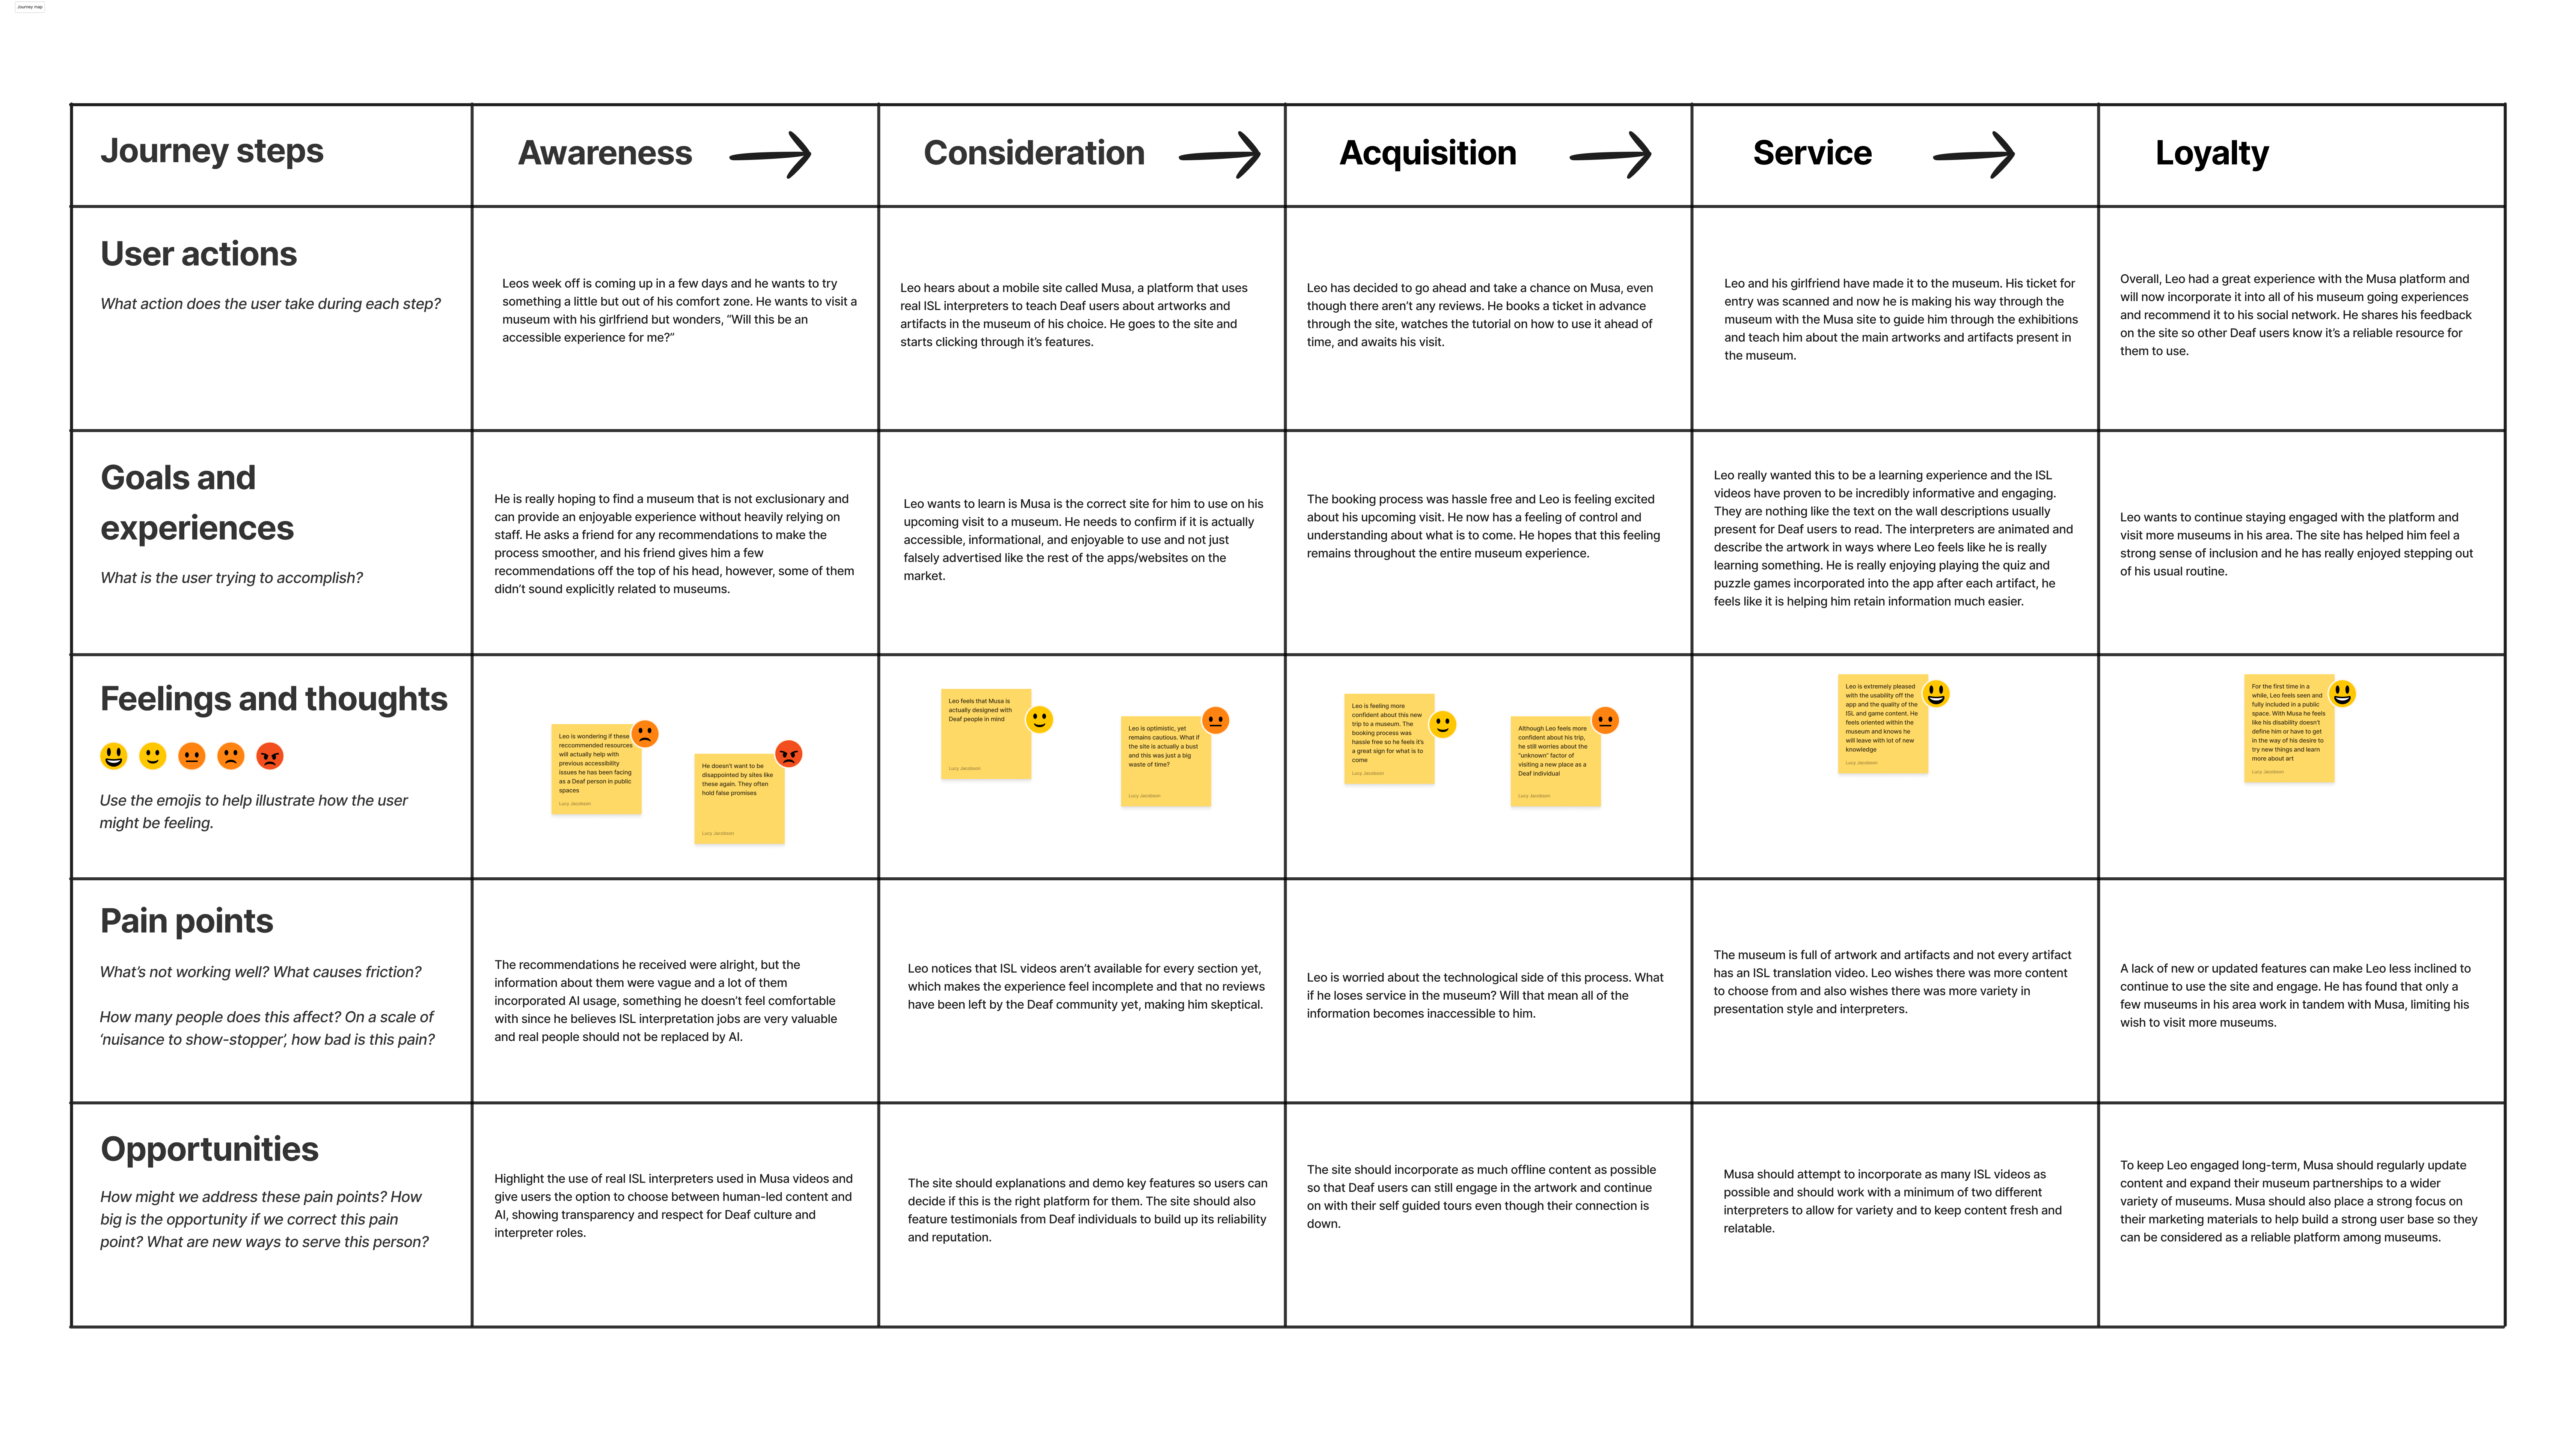 Journey map
Journey steps
Awareness
Consideration
Acquisition
Service
Loyalty
User actions
What action does the user take during each step?
Leos week off is coming up in a few days and he wants to try
something a little but out of his comfort zone. He wants to visit a
museum with his girlfriend but wonders, “Will this be an
accessible experience for me?”
Leo hears about a mobile site called Musa, a platform that uses
real ISL interpreters to teach Deaf users about artworks and
artifacts in the museum of his choice. He goes to the site and
starts clicking through it’s features.
Leo has decided to go ahead and take a chance on Musa, even
though there aren’t any reviews. He books a ticket in advance
through the site, watches the tutorial on how to use it ahead of
time, and awaits his visit.
Leo and his girlfriend have made it to the museum. His ticket for
entry was scanned and now he is making his way through the
museum with the Musa site to guide him through the exhibitions
and teach him about the main artworks and artifacts present in
the museum.
Overall, Leo had a great experience with the Musa platform and
will now incorporate it into all of his museum going experiences
and recommend it to his social network. He shares his feedback
on the site so other Deaf users know it’s a reliable resource for
them to use.
Goals and
experiences
What is the user trying to accomplish?
He is really hoping to find a museum that is not exclusionary and
can provide an enjoyable experience without heavily relying on
staff. He asks a friend for any recommendations to make the
process smoother, and his friend gives him a few
recommendations off the top of his head, however, some of them
didn’t sound explicitly related to museums.
Leo wants to learn is Musa is the correct site for him to use on his
upcoming visit to a museum. He needs to confirm if it is actually
accessible, informational, and enjoyable to use and not just
falsely advertised like the rest of the apps/websites on the
market.
The booking process was hassle free and Leo is feeling excited
about his upcoming visit. He now has a feeling of control and
understanding about what is to come. He hopes that this feeling
remains throughout the entire museum experience.
Leo really wanted this to be a learning experience and the ISL
videos have proven to be incredibly informative and engaging.
They are nothing like the text on the wall descriptions usually
present for Deaf users to read. The interpreters are animated and
describe the artwork in ways where Leo feels like he is really
learning something. He is really enjoying playing the quiz and
puzzle games incorporated into the app after each artifact, he
feels like it is helping him retain information much easier.
Leo wants to continue staying engaged with the platform and
visit more museums in his area. The site has helped him feel a
strong sense of inclusion and he has really enjoyed stepping out
of his usual routine.
Feelings and thoughts
Use the emojis to help illustrate how the user
might be feeling.
Leo is wondering if these
reccommended resources
will actually help with
previous accessibility
issues he has been facing
as a Deaf person in public
spaces
Lucy Jacobson
He doesn’t want to be
disappointed by sites like
these again. They often
hold false promises
Lucy Jacobson
Leo feels that Musa is
actually designed with
Deaf people in mind
Lucy Jacobson
Leo is optimistic, yet
remains cautious. What if
the site is actually a bust
and this was just a big
waste of time?
Lucy Jacobson
Leo is feeling more
confident about this new
trip to a museum. The
booking process was
hassle free so he feels it’s
a great sign for what is to
come
Lucy Jacobson
Although Leo feels more
confident about his trip,
he still worries about the
“unknown” factor of
visiting a new place as a
Deaf individual
Lucy Jacobson
Leo is extremely pleased
with the usability off the
app and the quality of the
ISL and game content. He
feels oriented within the
museum and knows he
will leave with lot of new
knowledge
Lucy Jacobson
For the first time in a
while, Leo feels seen and
fully included in a public
space. With Musa he feels
like his disability doesn’t
define him or have to get
in the way of his desire to
try new things and learn
more about art
Lucy Jacobson
Pain points
What’s not working well? What causes friction?
How many people does this affect? On a scale of
‘nuisance to show-stopper’, how bad is this pain?
The recommendations he received were alright, but the
information about them were vague and a lot of them
incorporated AI usage, something he doesn’t feel comfortable
with since he believes ISL interpretation jobs are very valuable
and real people should not be replaced by AI.
Leo notices that ISL videos aren’t available for every section yet,
which makes the experience feel incomplete and that no reviews
have been left by the Deaf community yet, making him skeptical.
Leo is worried about the technological side of this process. What
if he loses service in the museum? Will that mean all of the
information becomes inaccessible to him.
The museum is full of artwork and artifacts and not every artifact
has an ISL translation video. Leo wishes there was more content
to choose from and also wishes there was more variety in
presentation style and interpreters.
A lack of new or updated features can make Leo less inclined to
continue to use the site and engage. He has found that only a
few museums in his area work in tandem with Musa, limiting his
wish to visit more museums.
Opportunities
How might we address these pain points? How
big is the opportunity if we correct this pain
point? What are new ways to serve this person?
Highlight the use of real ISL interpreters used in Musa videos and
give users the option to choose between human-led content and
AI, showing transparency and respect for Deaf culture and
interpreter roles.
The site should explanations and demo key features so users can
decide if this is the right platform for them. The site should also
feature testimonials from Deaf individuals to build up its reliability
and reputation.
The site should incorporate as much offline content as possible
so that Deaf users can still engage in the artwork and continue
on with their self guided tours even though their connection is
down.
Musa should attempt to incorporate as many ISL videos as
possible and should work with a minimum of two different
interpreters to allow for variety and to keep content fresh and
relatable.
To keep Leo engaged long-term, Musa should regularly update
content and expand their museum partnerships to a wider
variety of museums. Musa should also place a strong focus on
their marketing materials to help build a strong user base so they
can be considered as a reliable platform among museums.